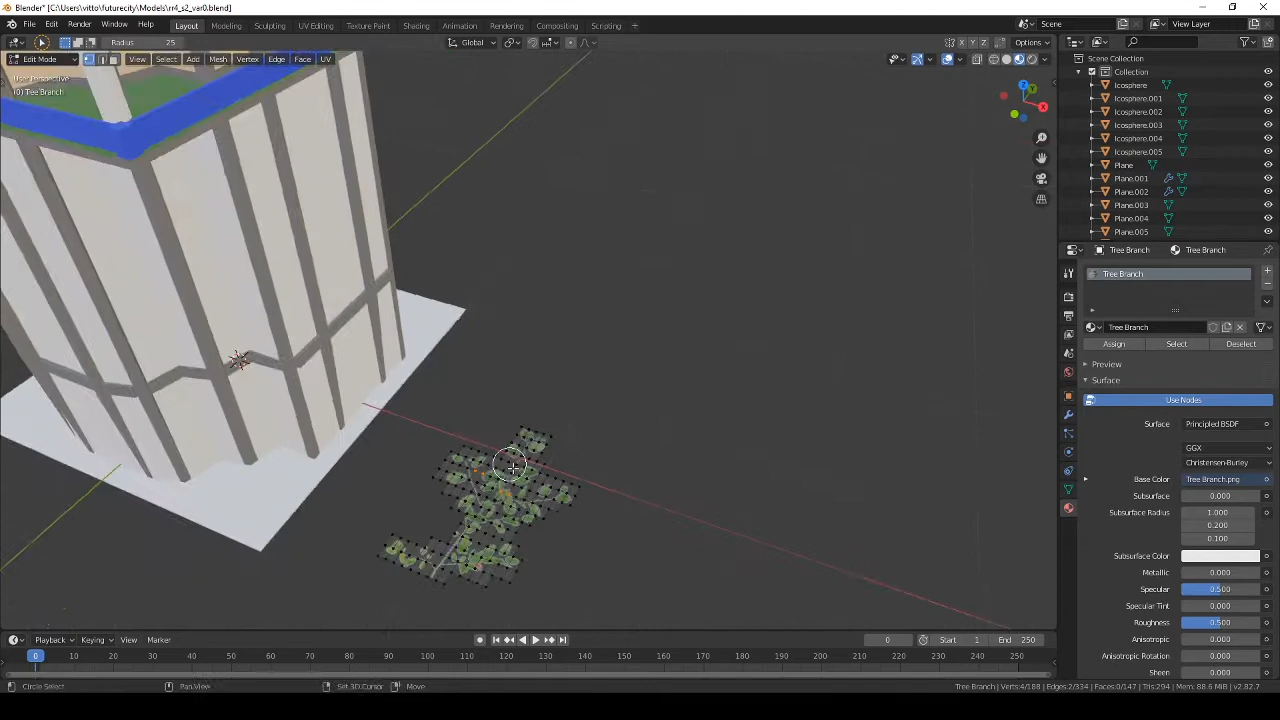 Blender* [C:\Users\vitto\futurecity\Models\rr4_s2_var0.blend]
File Edit Render Window Help Layout Modeling Sculpting UV Editing Texture Paint Shading Animation Rendering Compositing Scripting + Scene View Layer
Radius 25 Global X Y Z Options
Edit Mode View Select Add Mesh Vertex Edge Face UV
User Perspective
(0) Tree Branch
Scene Collection
Collection
Icosphere
Icosphere.001
Icosphere.002
Icosphere.003
Icosphere.004
Icosphere.005
Plane
Plane.001
Plane.002
Plane.003
Plane.004
Plane.005
Tree Branch Tree Branch
Tree Branch
Tree Branch
Assign Select Deselect
Preview
Surface
Use Nodes
Surface Principled BSDF
GGX
Christensen-Burley
Base Color Tree Branch.png
Subsurface 0.000
Subsurface Radius 1.000
0.200
0.100
Subsurface Color
Metallic 0.000
Specular 0.500
Specular Tint 0.000
Roughness 0.500
Anisotropic 0.000
Anisotropic Rotation 0.000
Sheen 0.000
Playback Keying View Marker 0 Start 1 End 250
0 10 20 30 40 50 60 70 80 90 100 110 120 130 140 150 160 170 180 190 200 210 220 230 240 250
Circle Select Pan View Set 3D Cursor Move Tree Branch | Verts:4/188 | Edges:2/334 | Faces:0/147 | Tris:294 | Mem: 88.6 MiB | v2.82.7